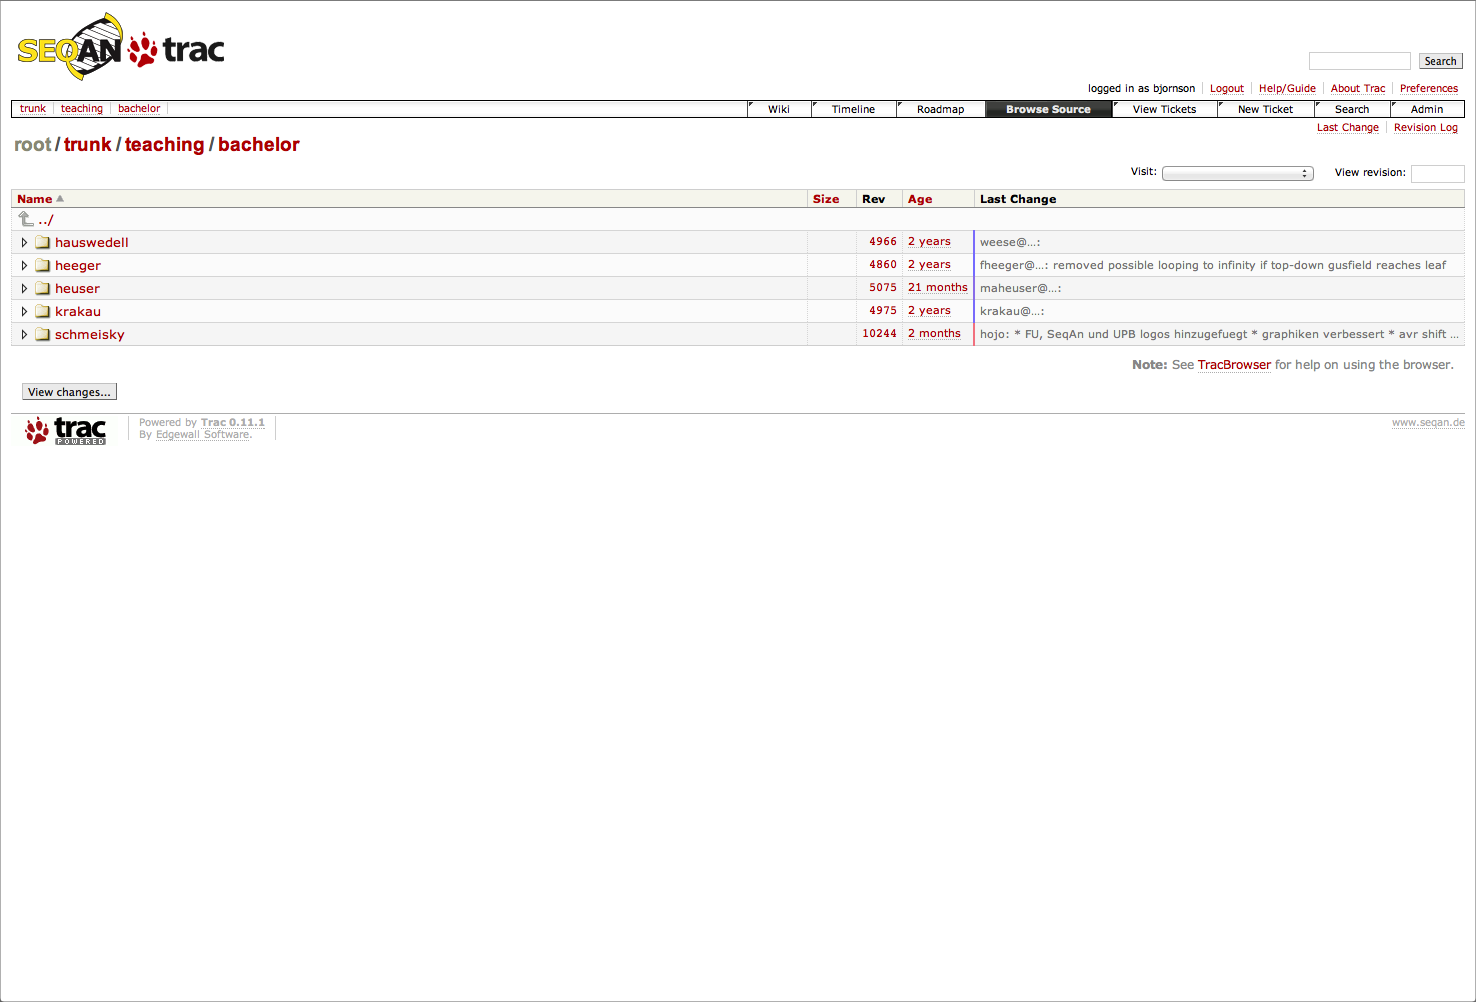 SEQAN trac
Search
logged in as bjornson Logout Help/Guide About Trac Preferences
trunk teaching bachelor Wiki Timeline Roadmap Browse Source View Tickets New Ticket Search Admin
Last Change Revision Log
root / trunk / teaching / bachelor
Visit: View revision:
Name Size Rev Age Last Change
../
hauswedell 4966 2 years weese@...:
heeger 4860 2 years fheeger@...: removed possible looping to infinity if top-down gusfield reaches leaf
heuser 5075 21 months maheuser@...:
krakau 4975 2 years krakau@...:
schmeisky 10244 2 months hojo: * FU, SeqAn und UPB logos hinzugefuegt * graphiken verbessert * avr shift ...
Note: See TracBrowser for help on using the browser.
View changes...
trac POWERED
Powered by Trac 0.11.1
By Edgewall Software.
www.seqan.de